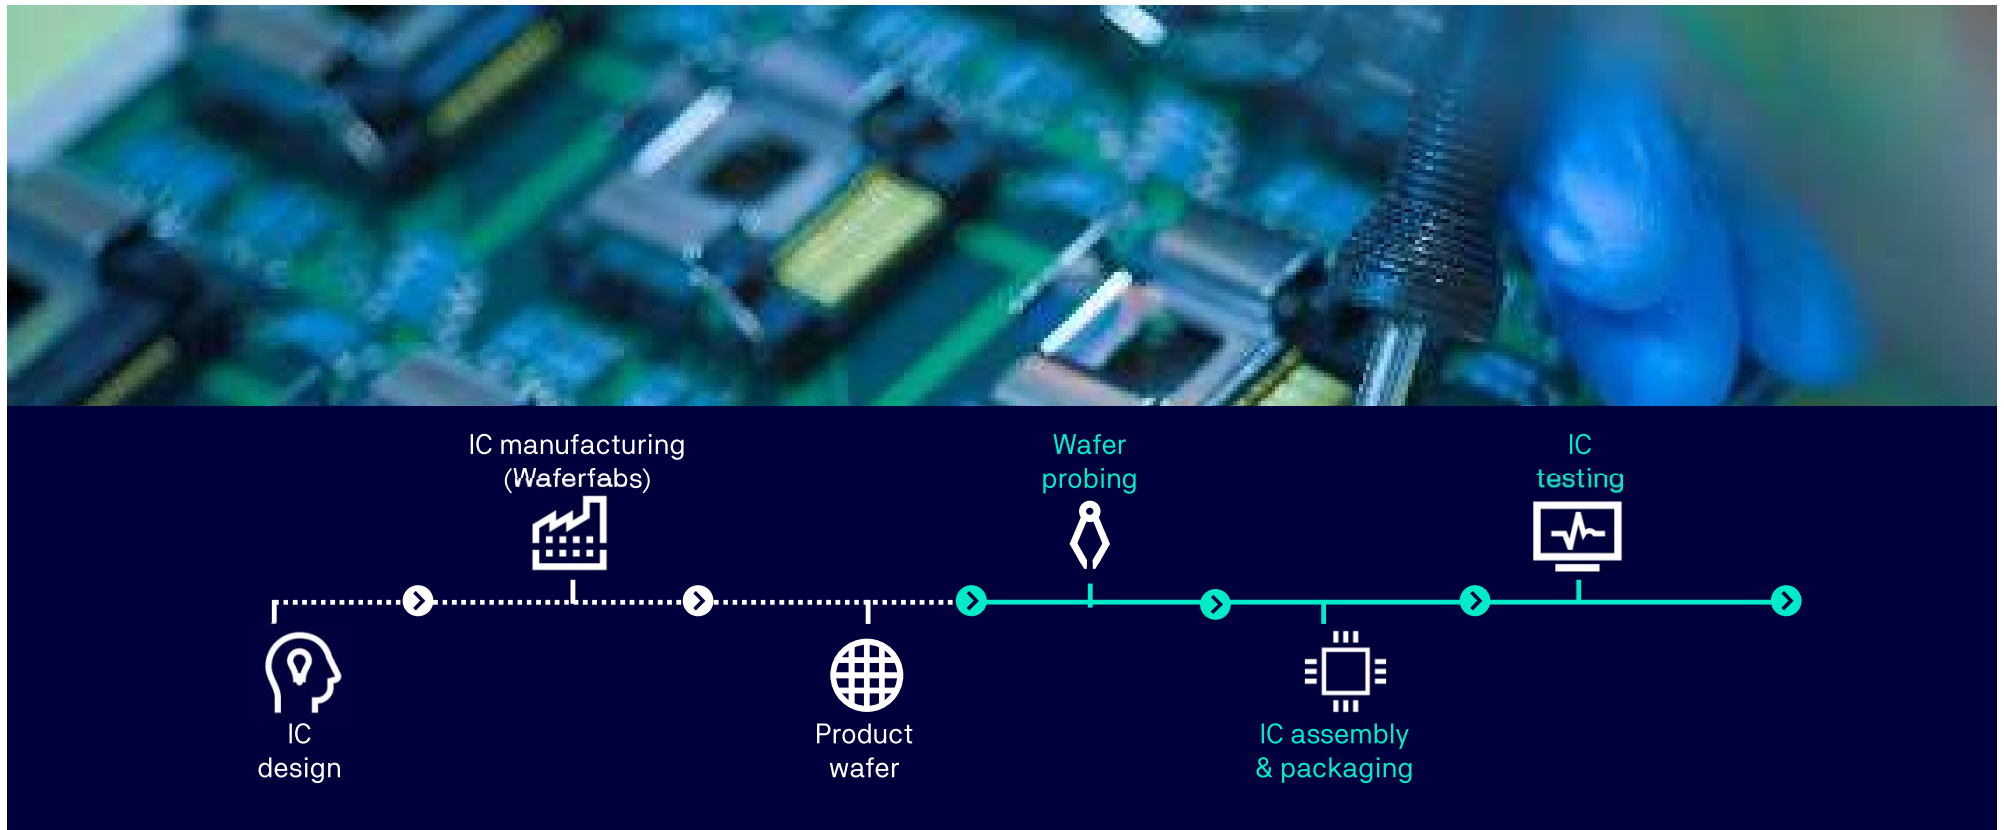 IC manufacturing
(Waferfabs)
Wafer
probing
IC
testing
IC
design
Product
wafer
IC assembly
& packaging